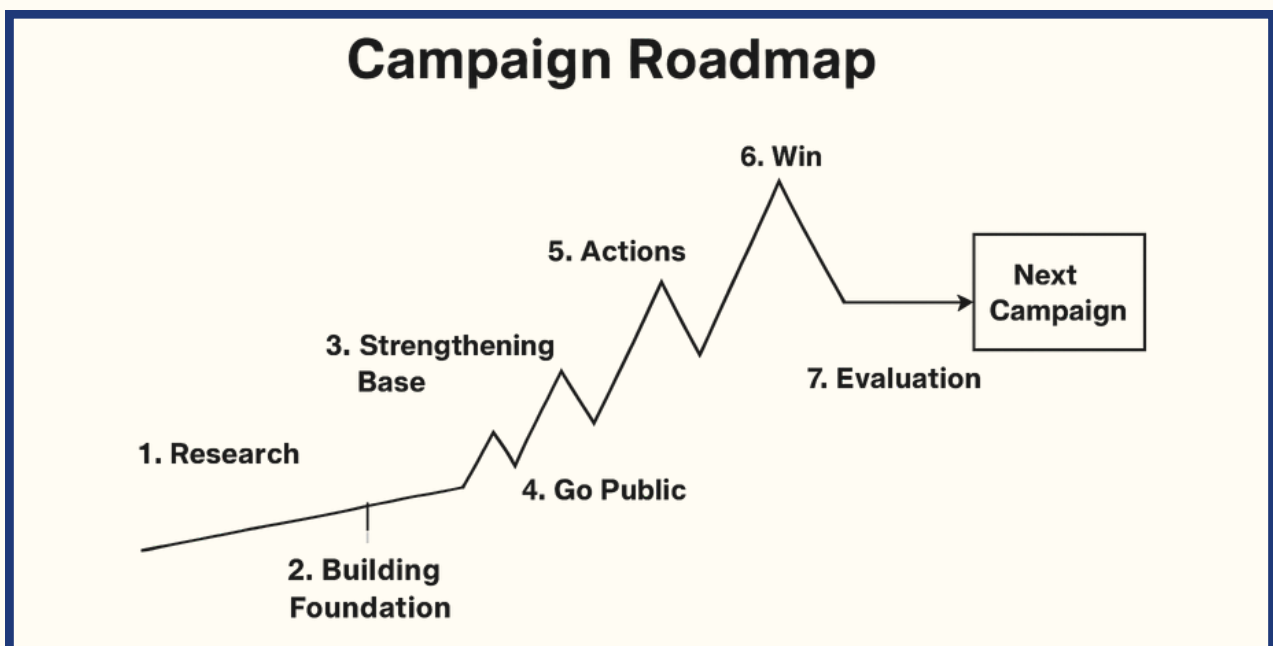 Campaign Roadmap
6. Win
5. Actions
Next
Campaign
3. Strengthening
Base
7. Evaluation
1. Research
4. Go Public
2. Building
Foundation